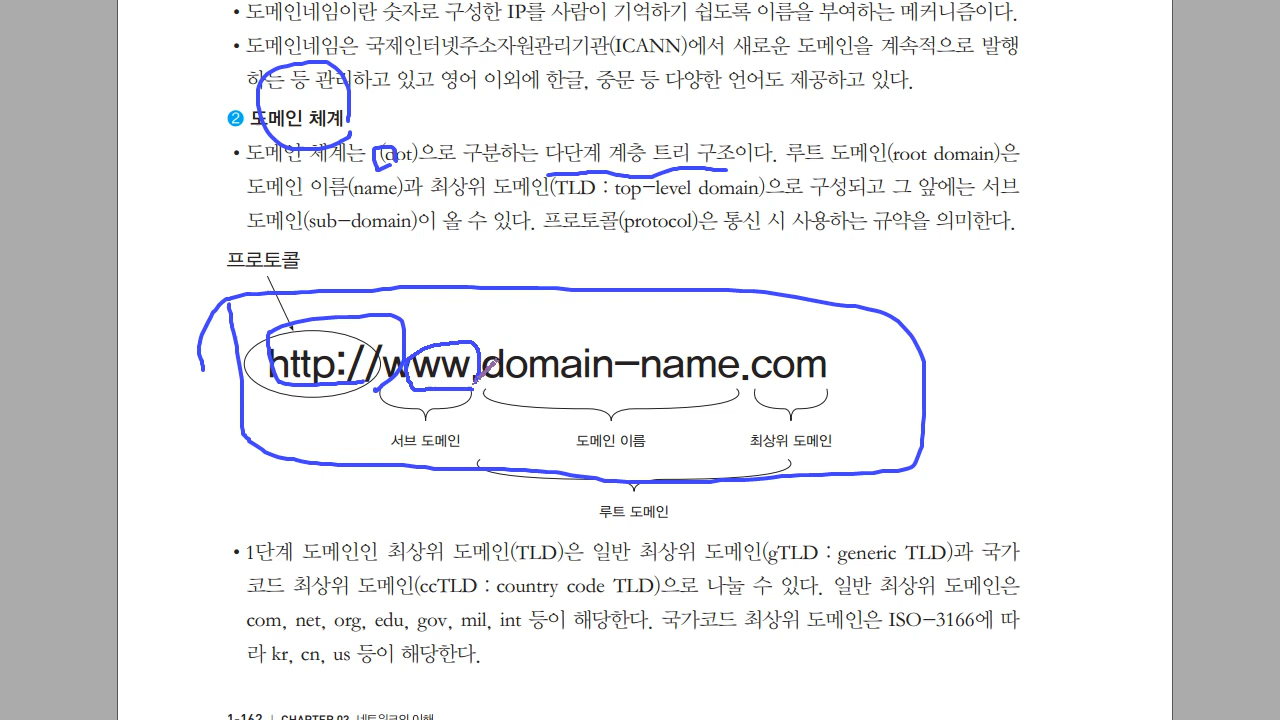 • 도메인네임이란 숫자로 구성한 IP를 사람이 기억하기 쉽도록 이름을 부여하는 메커니즘이다.
• 도메인네임은 국제인터넷주소자원관리기관(ICANN)에서 새로운 도메인을 계속적으로 발행
하는 등 관리하고 있고 영어 이외에 한글, 중문 등 다양한 언어도 제공하고 있다.
❷ 도메인 체계
• 도메인 체계는 .(dot)으로 구분하는 다단계 계층 트리 구조이다. 루트 도메인(root domain)은
도메인 이름(name)과 최상위 도메인(TLD : top-level domain)으로 구성되고 그 앞에는 서브
도메인(sub-domain)이 올 수 있다. 프로토콜(protocol)은 통신 시 사용하는 규약을 의미한다.
프로토콜
http://www.domain-name.com
서브 도메인 도메인 이름 최상위 도메인
루트 도메인
• 1단계 도메인인 최상위 도메인(TLD)은 일반 최상위 도메인(gTLD : generic TLD)과 국가
코드 최상위 도메인(ccTLD : country code TLD)으로 나눌 수 있다. 일반 최상위 도메인은
com, net, org, edu, gov, mil, int 등이 해당한다. 국가코드 최상위 도메인은 ISO-3166에 따
라 kr, cn, us 등이 해당한다.
1-162 | CHAPTER 03 네트워크의 이해